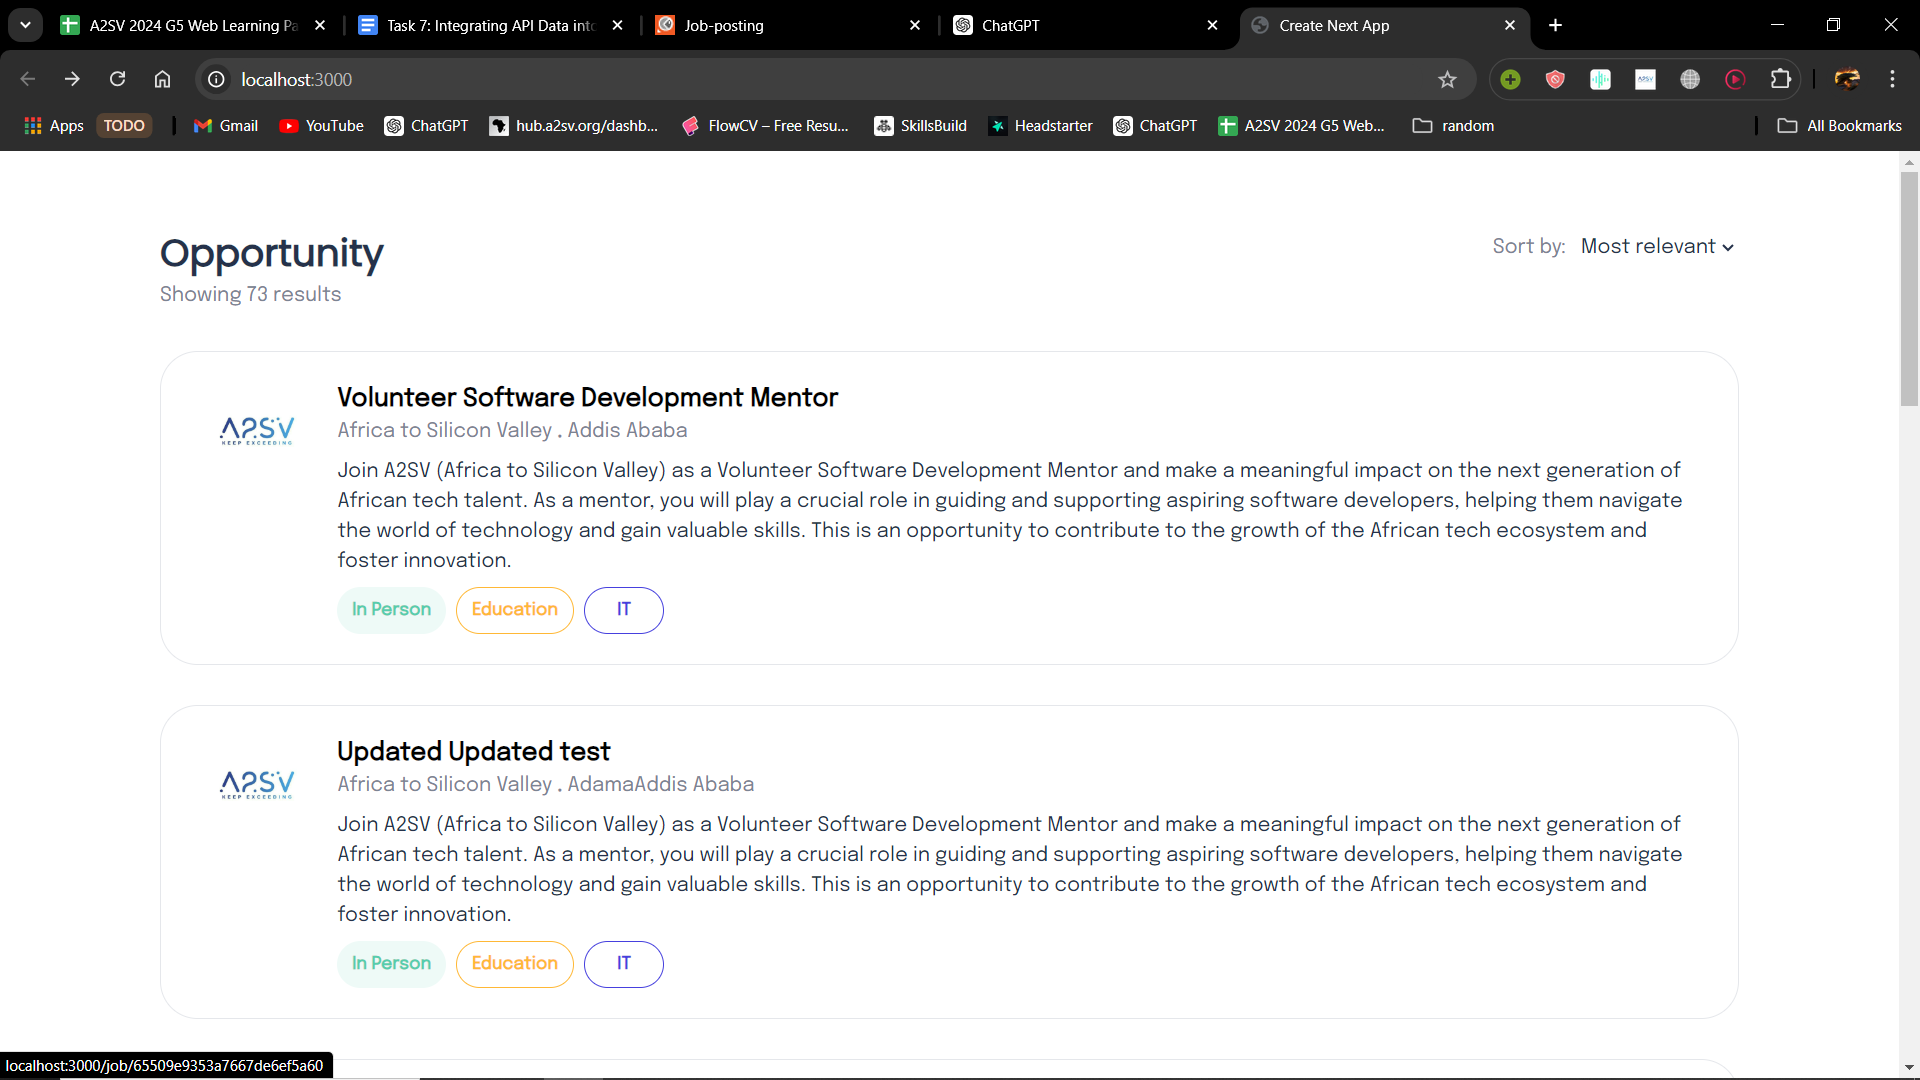 A2SV 2024 G5 Web Learning Pa
Task 7: Integrating API Data into
Job-posting
ChatGPT
Create Next App
localhost:3000
Apps
TODO
Gmail
YouTube
ChatGPT
hub.a2sv.org/dashb...
FlowCV – Free Resu...
SkillsBuild
Headstarter
ChatGPT
A2SV 2024 G5 Web...
random
All Bookmarks
Opportunity
Sort by: Most relevant
Showing 73 results
Volunteer Software Development Mentor
A2SV
KEEP EXCEEDING
Africa to Silicon Valley . Addis Ababa
Join A2SV (Africa to Silicon Valley) as a Volunteer Software Development Mentor and make a meaningful impact on the next generation of
African tech talent. As a mentor, you will play a crucial role in guiding and supporting aspiring software developers, helping them navigate
the world of technology and gain valuable skills. This is an opportunity to contribute to the growth of the African tech ecosystem and
foster innovation.
In Person Education IT
Updated Updated test
A2SV
KEEP EXCEEDING
Africa to Silicon Valley . AdamaAddis Ababa
Join A2SV (Africa to Silicon Valley) as a Volunteer Software Development Mentor and make a meaningful impact on the next generation of
African tech talent. As a mentor, you will play a crucial role in guiding and supporting aspiring software developers, helping them navigate
the world of technology and gain valuable skills. This is an opportunity to contribute to the growth of the African tech ecosystem and
foster innovation.
In Person Education IT
localhost:3000/job/65509e9353a7667de6ef5a60